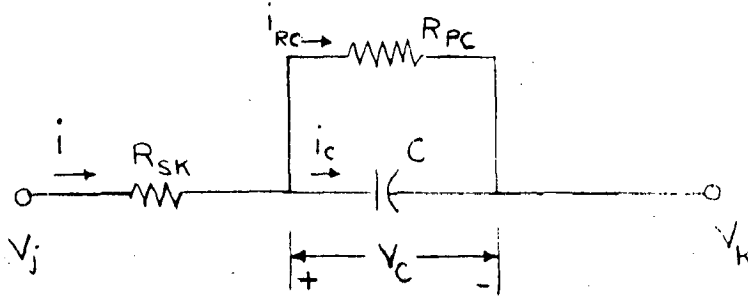 i_RC R_PC
i R_SK i_C C
V_j + V_C - V_K